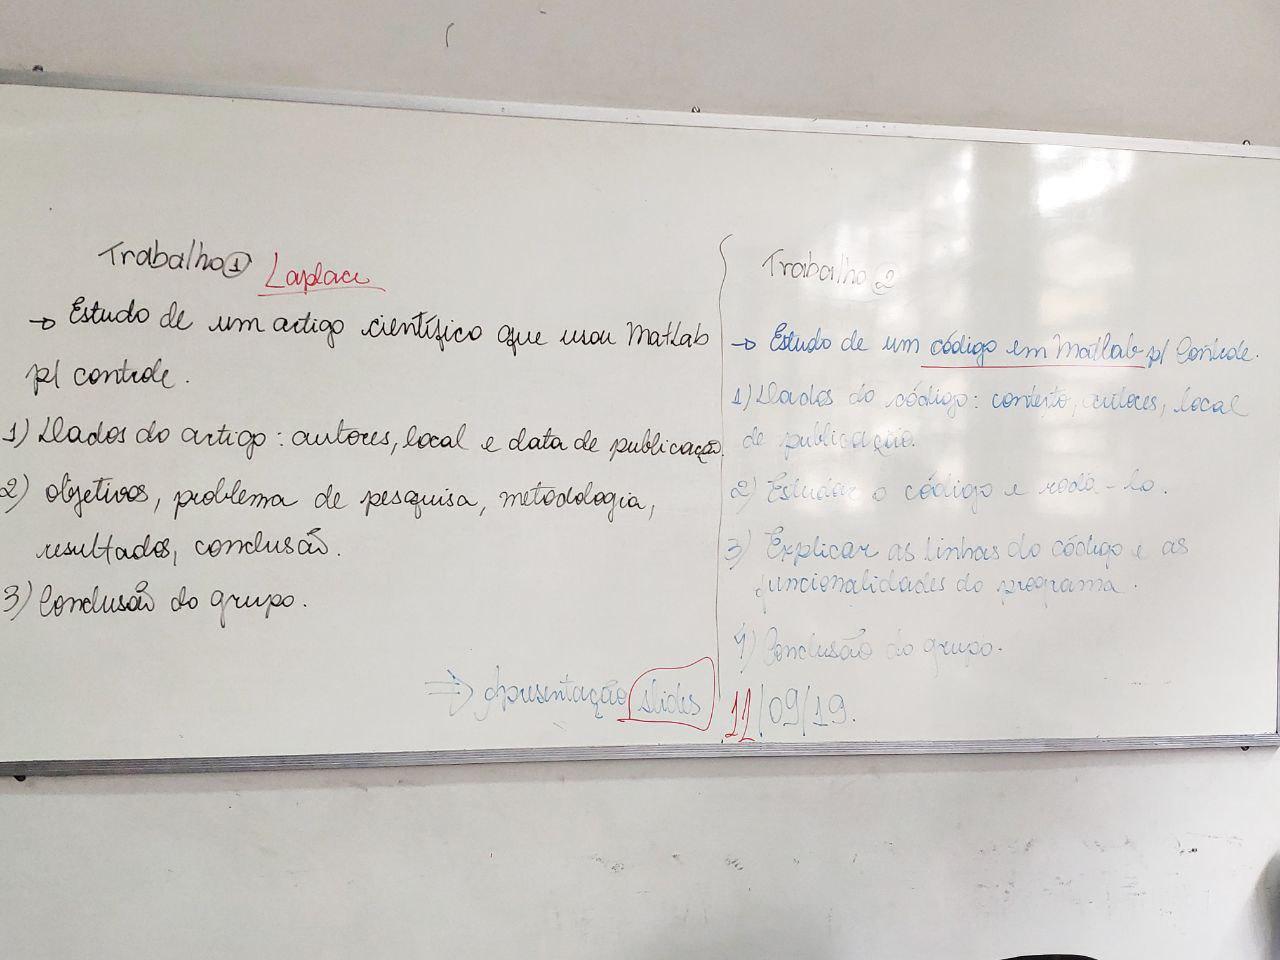 Trabalho 1 Laplace
→ Estudo de um artigo científico que usou Matlab
p/ controle.
1) Dados do artigo: autores, local e data de publicação.
2) objetivos, problema de pesquisa, metodologia,
resultados, conclusão.
3) Conclusão do grupo.
⇒ Apresentação slides
Trabalho 2
→ Estudo de um código em Matlab p/ Controle.
1) Dados do código: contexto, autores, local
de publicação.
2) Estudar o código e rodá-lo.
3) Explicar as linhas do código e as
funcionalidades do programa.
4) Conclusão do grupo.
11/09/19.